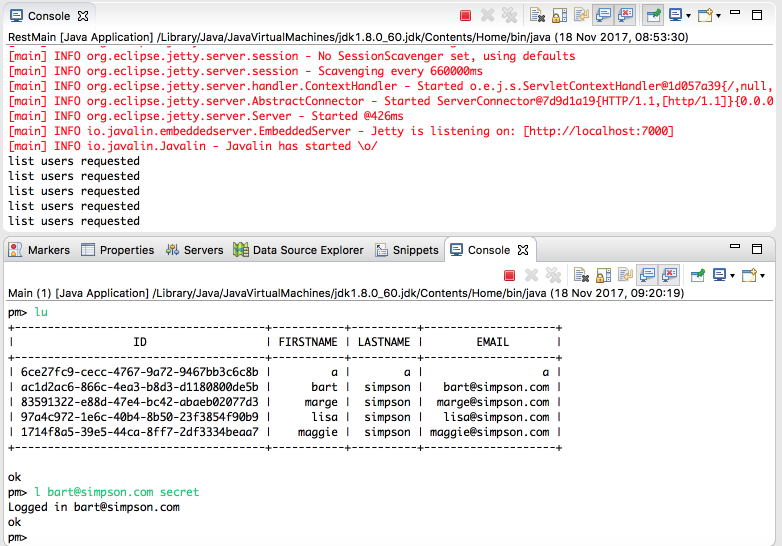 Console
RestMain [Java Application] /Library/Java/JavaVirtualMachines/jdk1.8.0_60.jdk/Contents/Home/bin/java (18 Nov 2017, 08:53:30)
[main] INFO org.eclipse.jetty.server.session - No SessionScavenger set, using defaults
[main] INFO org.eclipse.jetty.server.session - Scavenging every 660000ms
[main] INFO org.eclipse.jetty.server.handler.ContextHandler - Started o.e.j.s.ServletContextHandler@1d057a39{/,null,
[main] INFO org.eclipse.jetty.server.AbstractConnector - Started ServerConnector@7d9d1a19{HTTP/1.1,[http/1.1]}{0.0.0
[main] INFO org.eclipse.jetty.server.Server - Started @426ms
[main] INFO io.javalin.embeddedserver.EmbeddedServer - Jetty is listening on: [http://localhost:7000]
[main] INFO io.javalin.Javalin - Javalin has started \o/
list users requested
list users requested
list users requested
list users requested
list users requested
Markers Properties Servers Data Source Explorer Snippets Console
Main (1) [Java Application] /Library/Java/JavaVirtualMachines/jdk1.8.0_60.jdk/Contents/Home/bin/java (18 Nov 2017, 09:20:19)
pm> lu
+--------------------------------------+-----------+----------+--------------------+
| ID | FIRSTNAME | LASTNAME | EMAIL |
+--------------------------------------+-----------+----------+--------------------+
| 6ce27fc9-cecc-4767-9a72-9467bb3c6c8b | a | a | a |
| ac1d2ac6-866c-4ea3-b8d3-d1180800de5b | bart | simpson | bart@simpson.com |
| 83591322-e88d-47e4-bc42-abaeb02077d3 | marge | simpson | marge@simpson.com |
| 97a4c972-1e6c-40b4-8b50-23f3854f90b9 | lisa | simpson | lisa@simpson.com |
| 1714f8a5-39e5-44ca-8ff7-2df3334beaa7 | maggie | simpson | maggie@simpson.com |
+--------------------------------------+-----------+----------+--------------------+
ok
pm> l bart@simpson.com secret
Logged in bart@simpson.com
ok
pm>